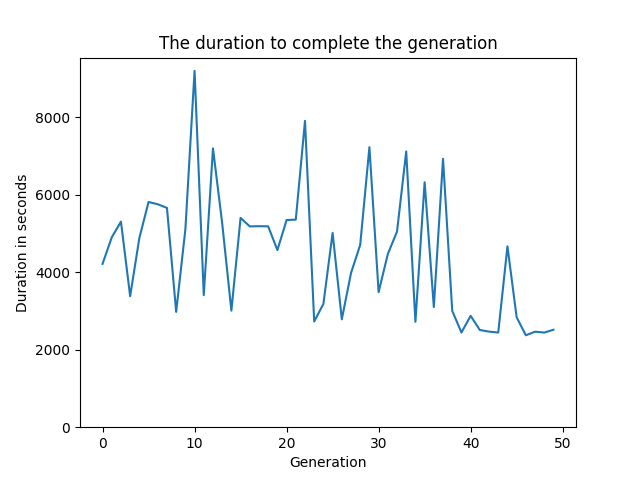 The duration to complete the generation
8000
6000
4000
2000
0
Duration in seconds
0 10 20 30 40 50
Generation